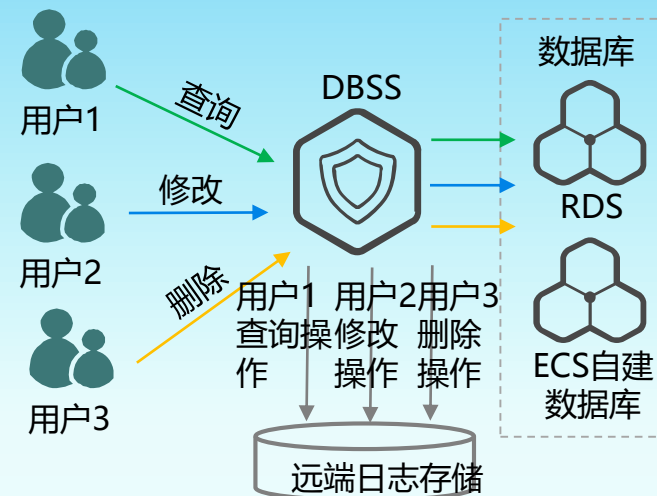 用户1
查询
用户2
修改
用户3
删除
DBSS
用户1
查询操
作
用户2
修改
操作
用户3
删除
操作
远端日志存储
数据库
RDS
ECS自建
数据库